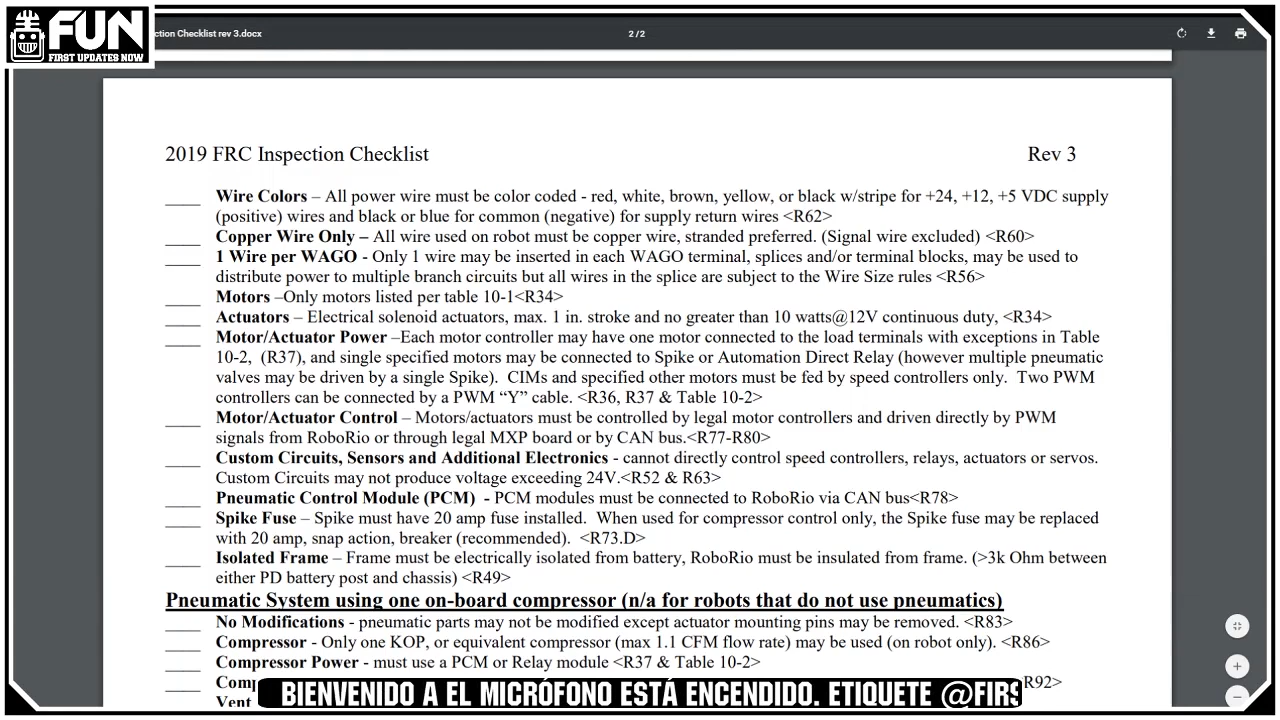 FUN
FIRST UPDATES NOW
ction Checklist rev 3.docx
2 / 2
2019 FRC Inspection Checklist Rev 3
_____ Wire Colors – All power wire must be color coded - red, white, brown, yellow, or black w/stripe for +24, +12, +5 VDC supply
(positive) wires and black or blue for common (negative) for supply return wires <R62>
_____ Copper Wire Only – All wire used on robot must be copper wire, stranded preferred. (Signal wire excluded) <R60>
_____ 1 Wire per WAGO - Only 1 wire may be inserted in each WAGO terminal, splices and/or terminal blocks, may be used to
distribute power to multiple branch circuits but all wires in the splice are subject to the Wire Size rules <R56>
_____ Motors –Only motors listed per table 10-1<R34>
_____ Actuators – Electrical solenoid actuators, max. 1 in. stroke and no greater than 10 watts@12V continuous duty, <R34>
_____ Motor/Actuator Power –Each motor controller may have one motor connected to the load terminals with exceptions in Table
10-2, (R37), and single specified motors may be connected to Spike or Automation Direct Relay (however multiple pneumatic
valves may be driven by a single Spike). CIMs and specified other motors must be fed by speed controllers only. Two PWM
controllers can be connected by a PWM “Y” cable. <R36, R37 & Table 10-2>
_____ Motor/Actuator Control – Motors/actuators must be controlled by legal motor controllers and driven directly by PWM
signals from RoboRio or through legal MXP board or by CAN bus.<R77-R80>
_____ Custom Circuits, Sensors and Additional Electronics - cannot directly control speed controllers, relays, actuators or servos.
Custom Circuits may not produce voltage exceeding 24V.<R52 & R63>
_____ Pneumatic Control Module (PCM) - PCM modules must be connected to RoboRio via CAN bus<R78>
_____ Spike Fuse – Spike must have 20 amp fuse installed. When used for compressor control only, the Spike fuse may be replaced
with 20 amp, snap action, breaker (recommended). <R73.D>
_____ Isolated Frame – Frame must be electrically isolated from battery, RoboRio must be insulated from frame. (>3k Ohm between
either PD battery post and chassis) <R49>
Pneumatic System using one on-board compressor (n/a for robots that do not use pneumatics)
_____ No Modifications - pneumatic parts may not be modified except actuator mounting pins may be removed. <R83>
_____ Compressor - Only one KOP, or equivalent compressor (max 1.1 CFM flow rate) may be used (on robot only). <R86>
_____ Compressor Power - must use a PCM or Relay module <R37 & Table 10-2>
_____ Comp R92>
Vent
BIENVENIDO A EL MICRÓFONO ESTÁ ENCENDIDO. ETIQUETE @FIRS